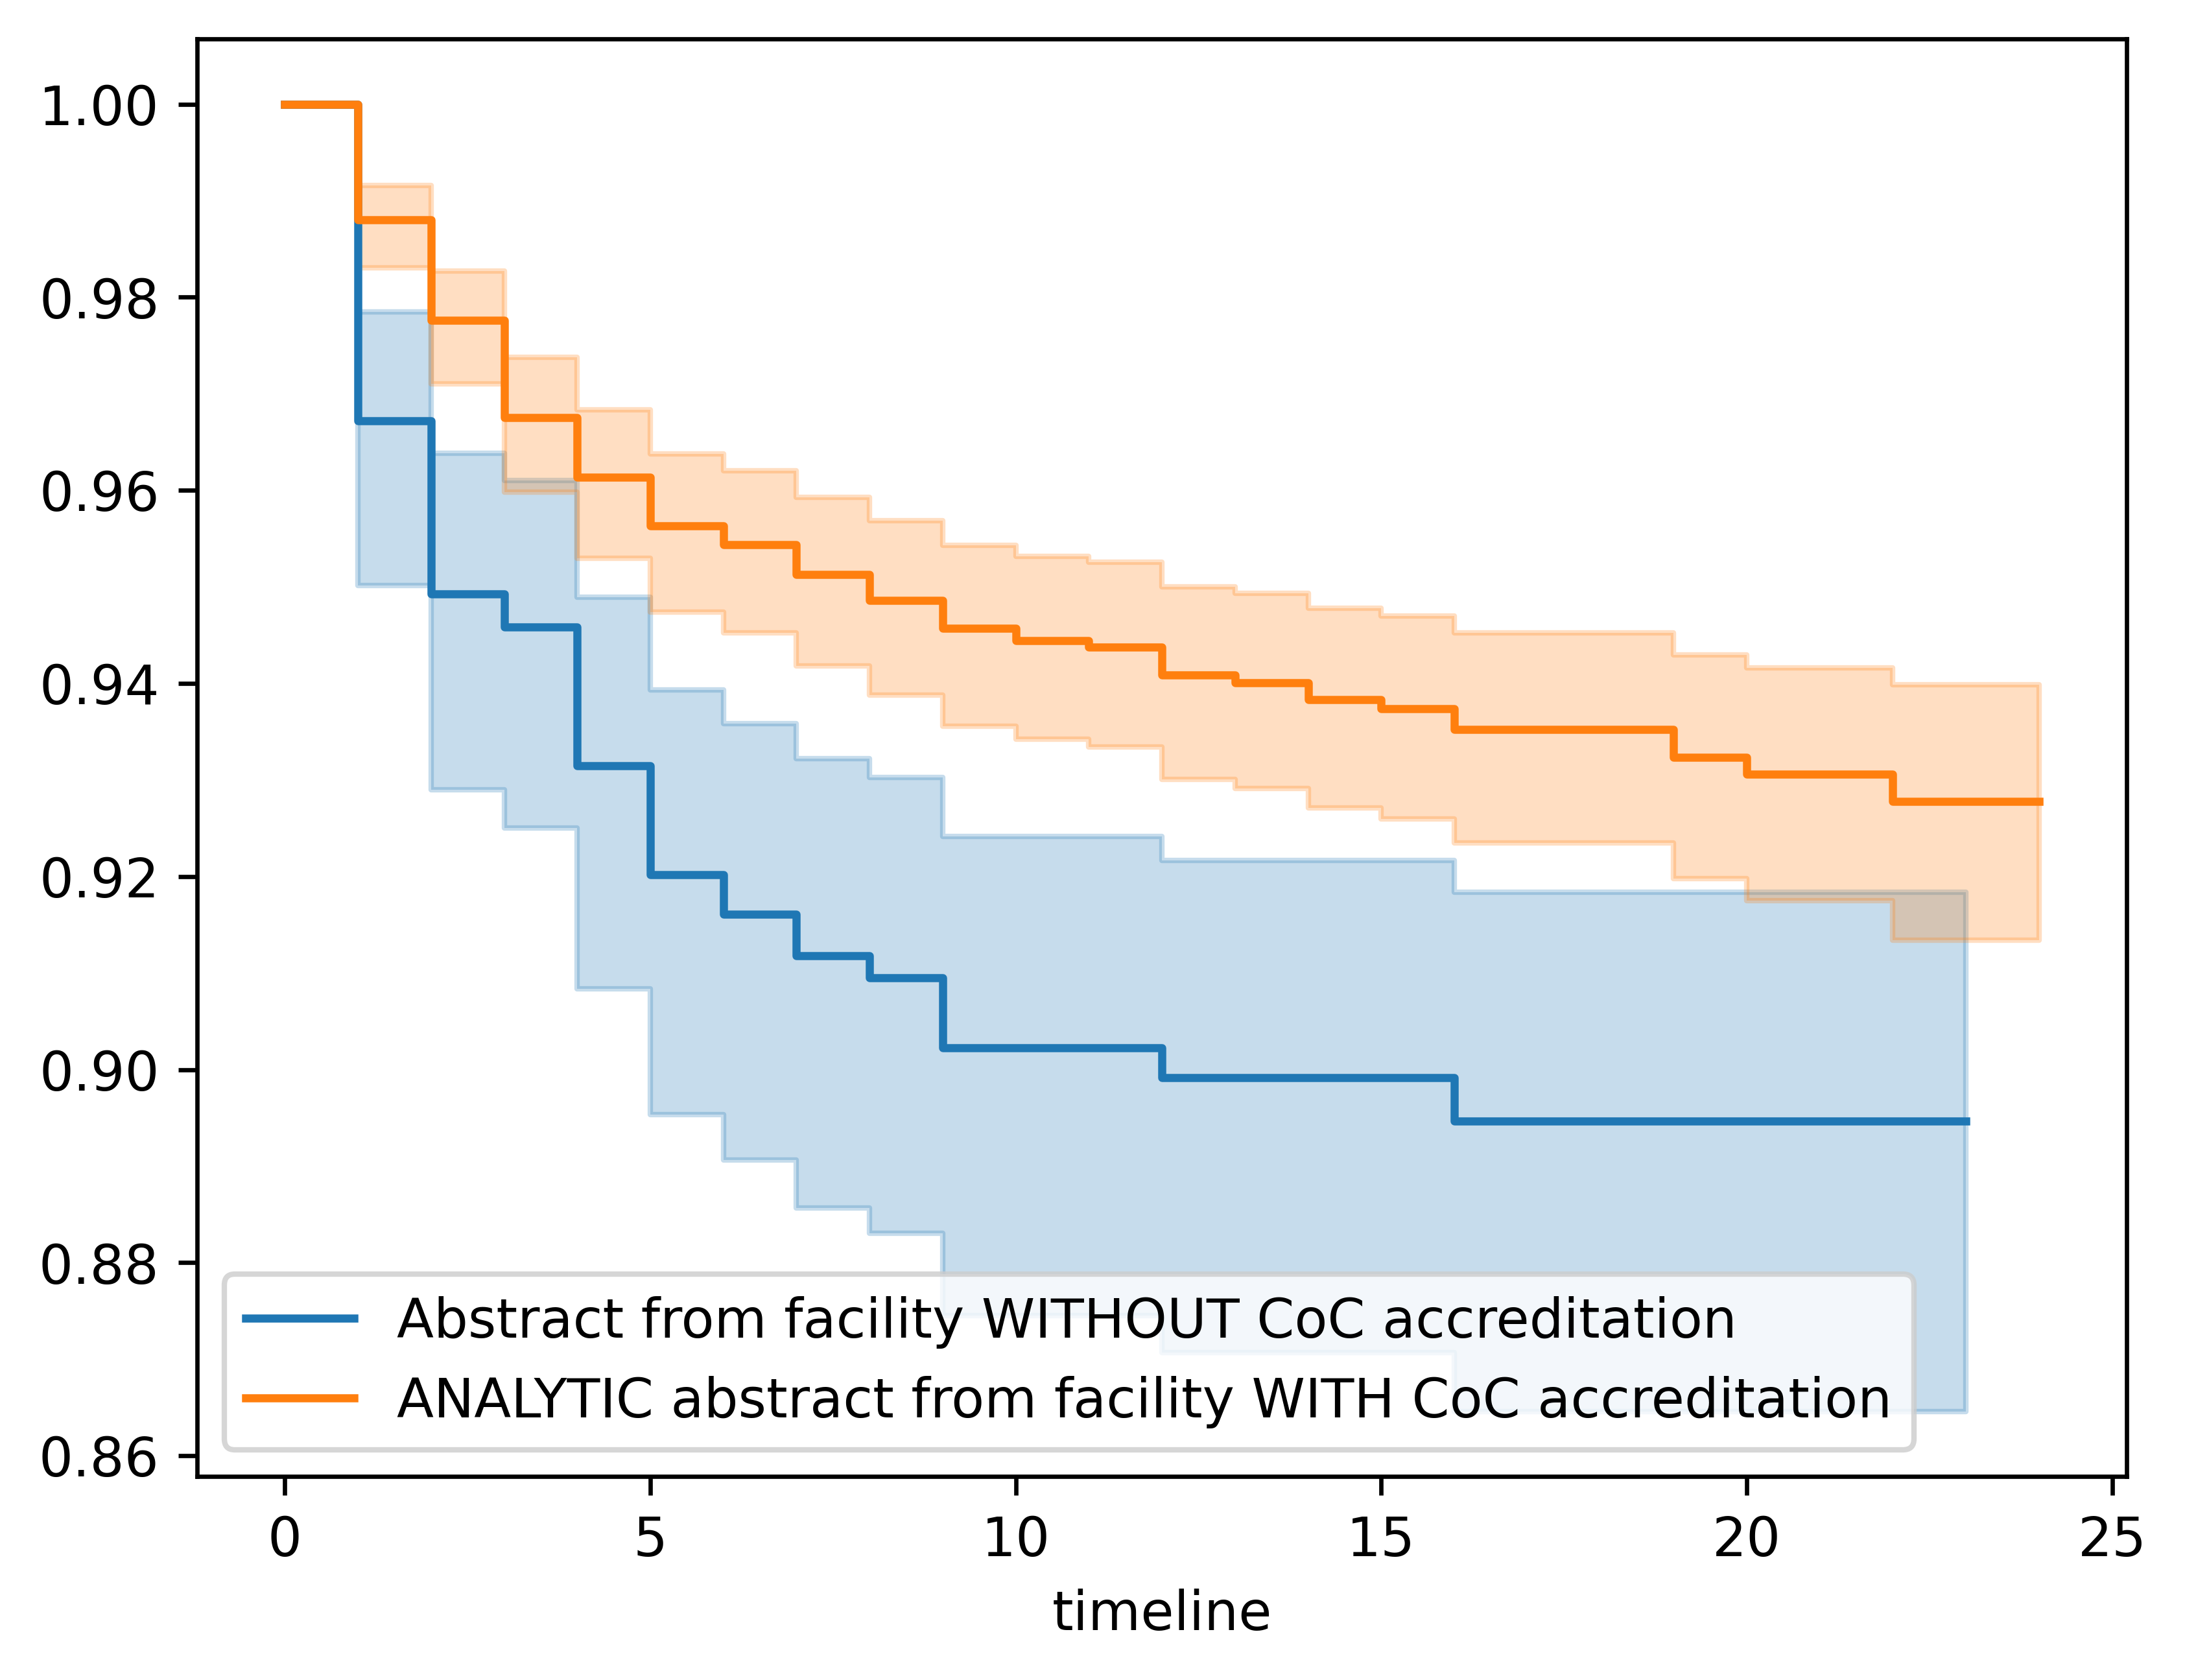 1.00
0.98
0.96
0.94
0.92
0.90
0.88
0.86
Abstract from facility WITHOUT CoC accreditation
ANALYTIC abstract from facility WITH CoC accreditation
0 5 10 15 20 25
timeline